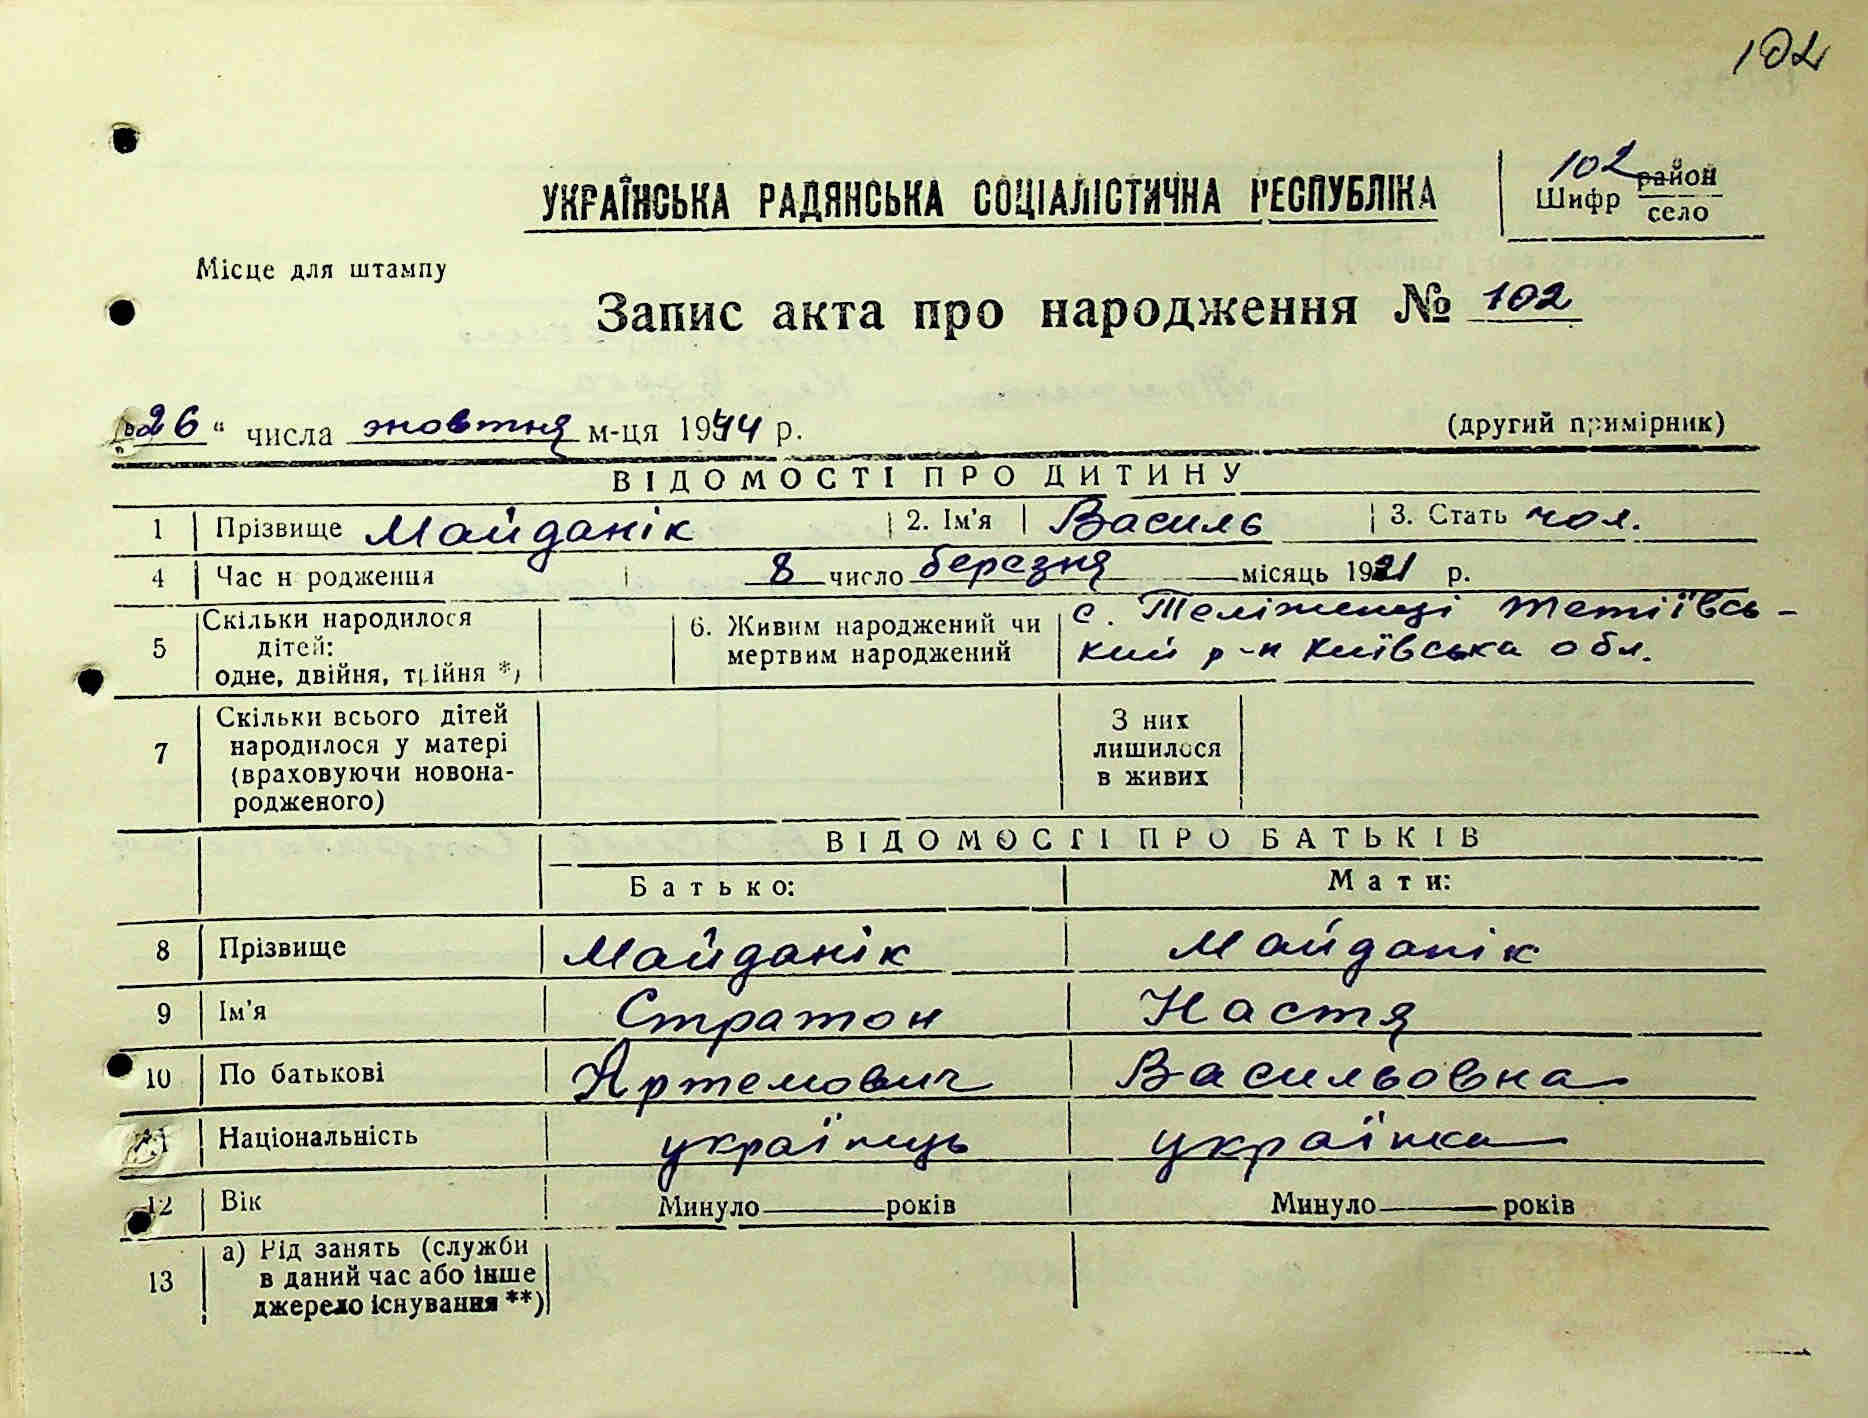 102
УКРАЇНСЬКА РАДЯНСЬКА СОЦІАЛІСТИЧНА РЕСПУБЛІКА
102
Шифр район
село
Місце для штампу
Запис акта про народження № 102
"26" числа жовтня м-ця 1944 р.
(другий примірник)
ВІДОМОСТІ ПРО ДИТИНУ
1 Прізвище Майданік 2. Ім'я Василь 3. Стать чол.
4 Час народження 8 число березня місяць 1921 р.
5 Скільки народилося
дітей:
одне, двійня, трійня *)
6. Живим народжений чи
мертвим народжений
с. Теліженці Тетіївсь-
кий р-н Київська обл.
7 Скільки всього дітей
народилося у матері
(враховуючи новона-
родженого)
З них
лишилося
в живих
ВІДОМОСТІ ПРО БАТЬКІВ
Батько: Мати:
8 Прізвище Майданік Майданік
9 Ім'я Стратон Настя
10 По батькові Артемович Васильовна
11 Національність українець українка
12 Вік Минуло років Минуло років
13 а) Рід занять (служби
в даний час або інше
джерело існування **)